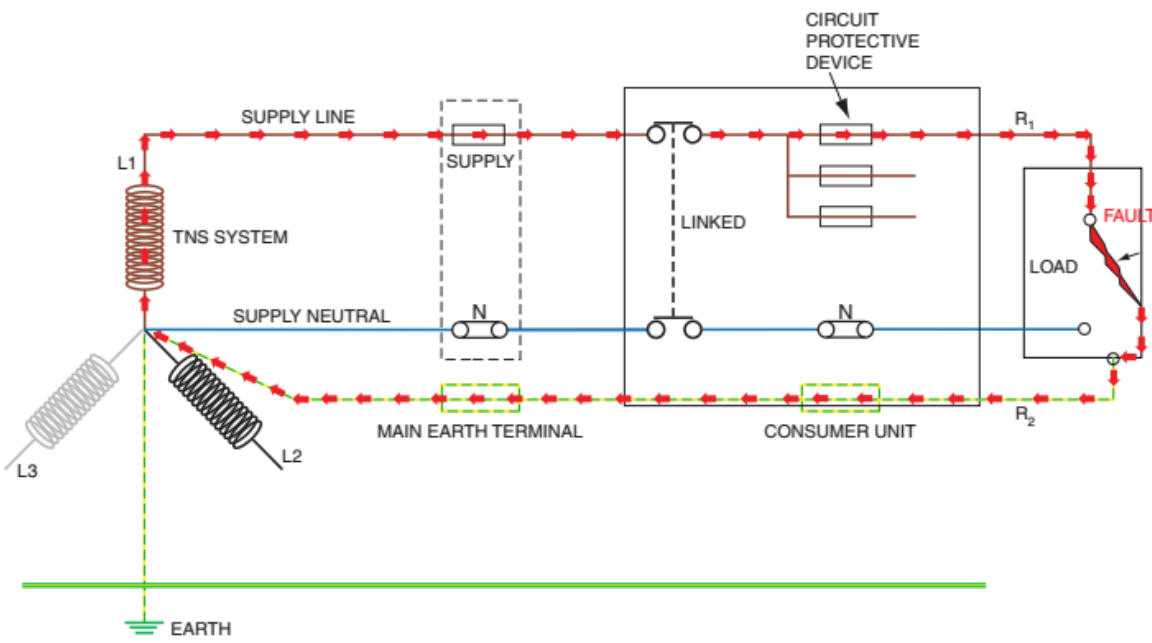 CIRCUIT
PROTECTIVE
DEVICE
SUPPLY LINE
R1
L1
SUPPLY
FAULT
LINKED
TNS SYSTEM
LOAD
SUPPLY NEUTRAL
N
N
MAIN EARTH TERMINAL
CONSUMER UNIT
R2
L3
L2
EARTH